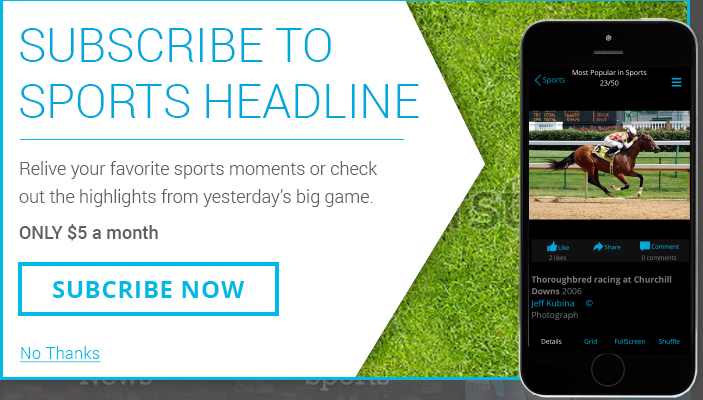 SUBSCRIBE TO
SPORTS HEADLINE
Relive your favorite sports moments or check
out the highlights from yesterday's big game.
ONLY $5 a month
SUBCRIBE NOW
No Thanks
Sports
Most Popular in Sports
23/50
Like
Share
Comment
2 likes
0 comments
Thoroughbred racing at Churchill
Downs 2006
Jeff Kubina ©
Photograph
Details
Grid
FullScreen
Shuffle
News
Sports